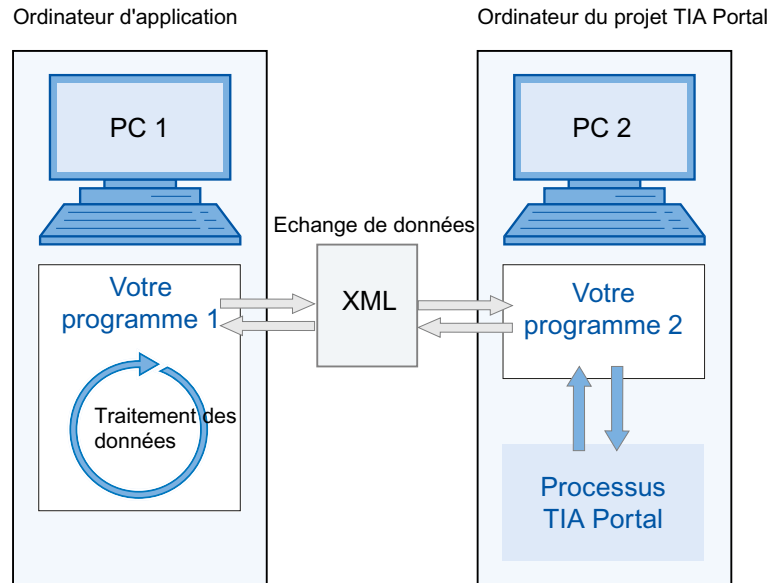 Ordinateur d'application
Ordinateur du projet TIA Portal
PC 1
PC 2
Echange de données
XML
Votre
programme 1
Votre
programme 2
Traitement des
données
Processus
TIA Portal